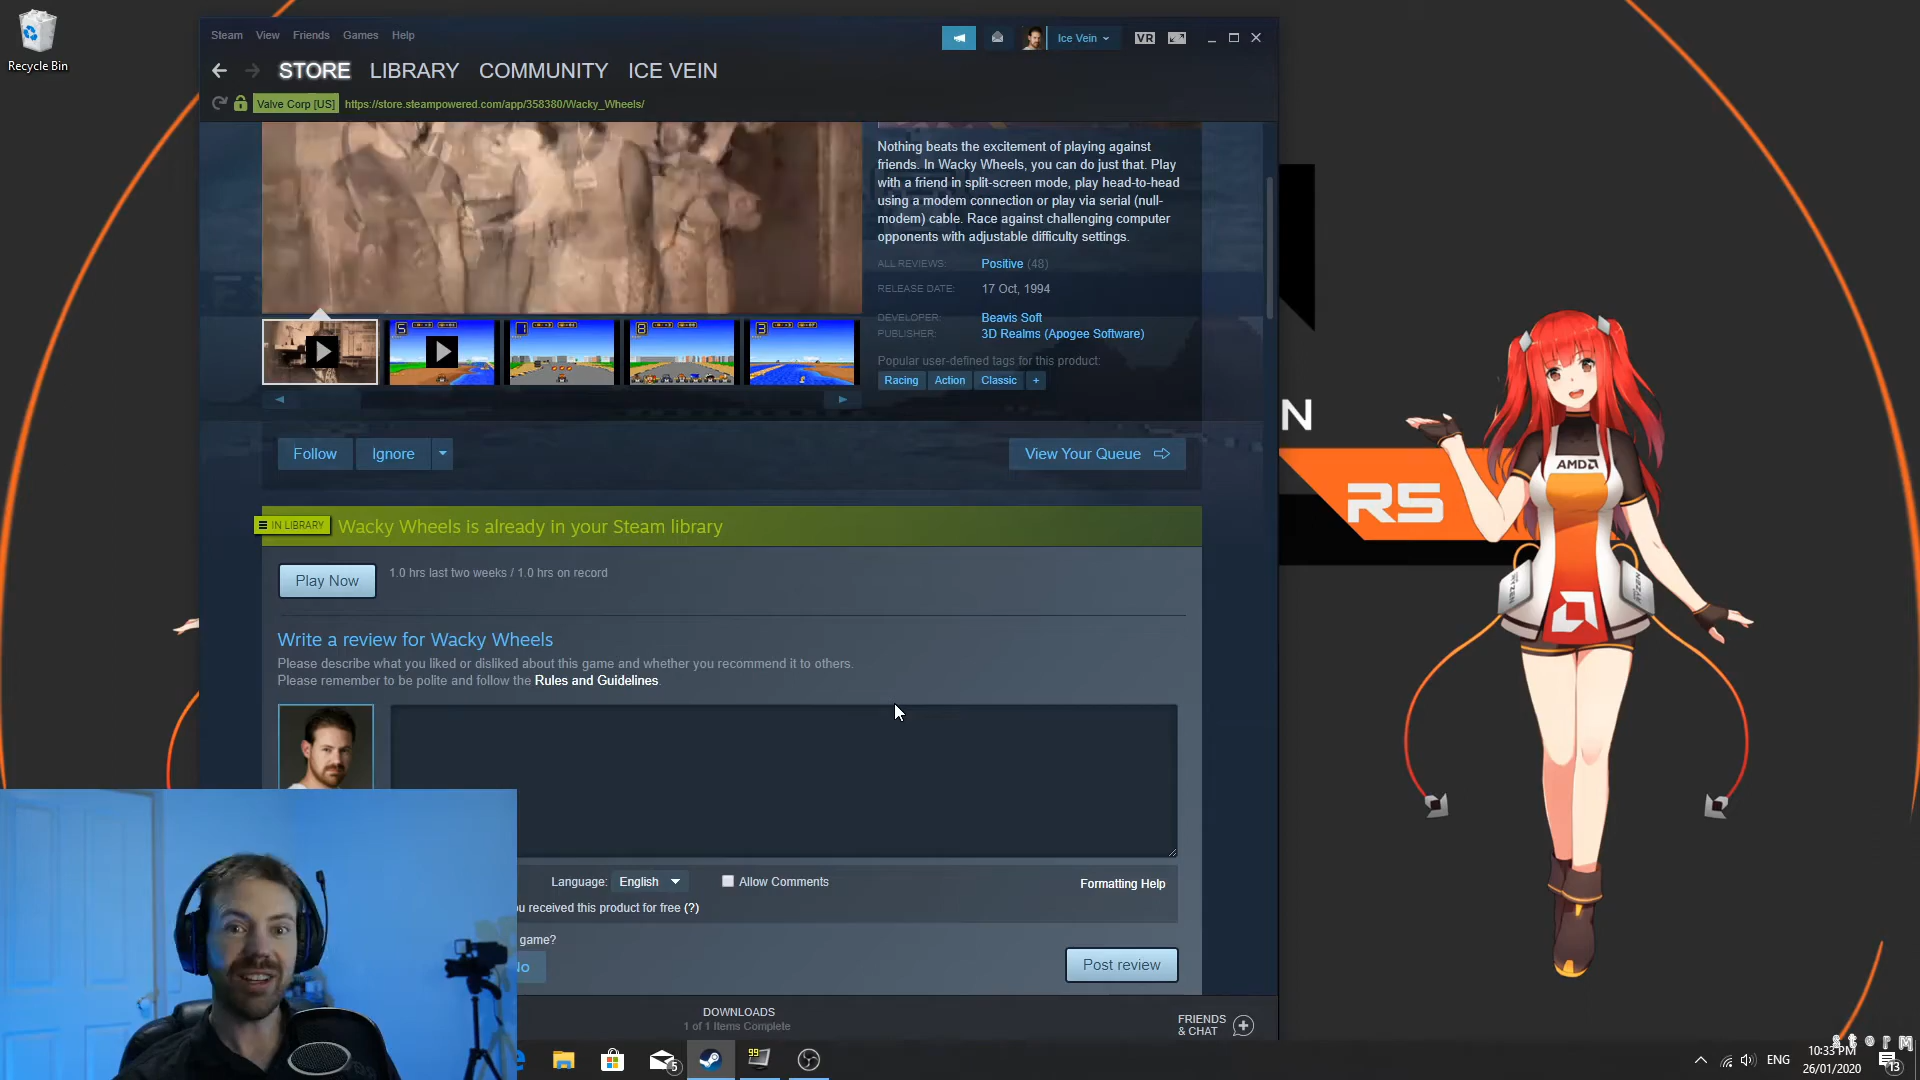 Recycle Bin
Steam View Friends Games Help
Ice Vein
VR
STORE LIBRARY COMMUNITY ICE VEIN
Valve Corp [US] https://store.steampowered.com/app/358380/Wacky_Wheels/
Nothing beats the excitement of playing against
friends. In Wacky Wheels, you can do just that. Play
with a friend in split-screen mode, play head-to-head
using a modem connection or play via serial (null-
modem) cable. Race against challenging computer
opponents with adjustable difficulty settings.
ALL REVIEWS: Positive (48)
RELEASE DATE: 17 Oct, 1994
DEVELOPER: Beavis Soft
PUBLISHER: 3D Realms (Apogee Software)
Popular user-defined tags for this product:
Racing Action Classic +
Follow Ignore View Your Queue
IN LIBRARY Wacky Wheels is already in your Steam library
Play Now 1.0 hrs last two weeks / 1.0 hrs on record
Write a review for Wacky Wheels
Please describe what you liked or disliked about this game and whether you recommend it to others.
Please remember to be polite and follow the Rules and Guidelines.
Language: English Allow Comments Formatting Help
received this product for free (?)
game?
Post review
DOWNLOADS
1 of 1 Items Complete
FRIENDS
& CHAT
N
AMD
R5
RYZEN
5
99
ENG
10:33 PM
26/01/2020
13
storm